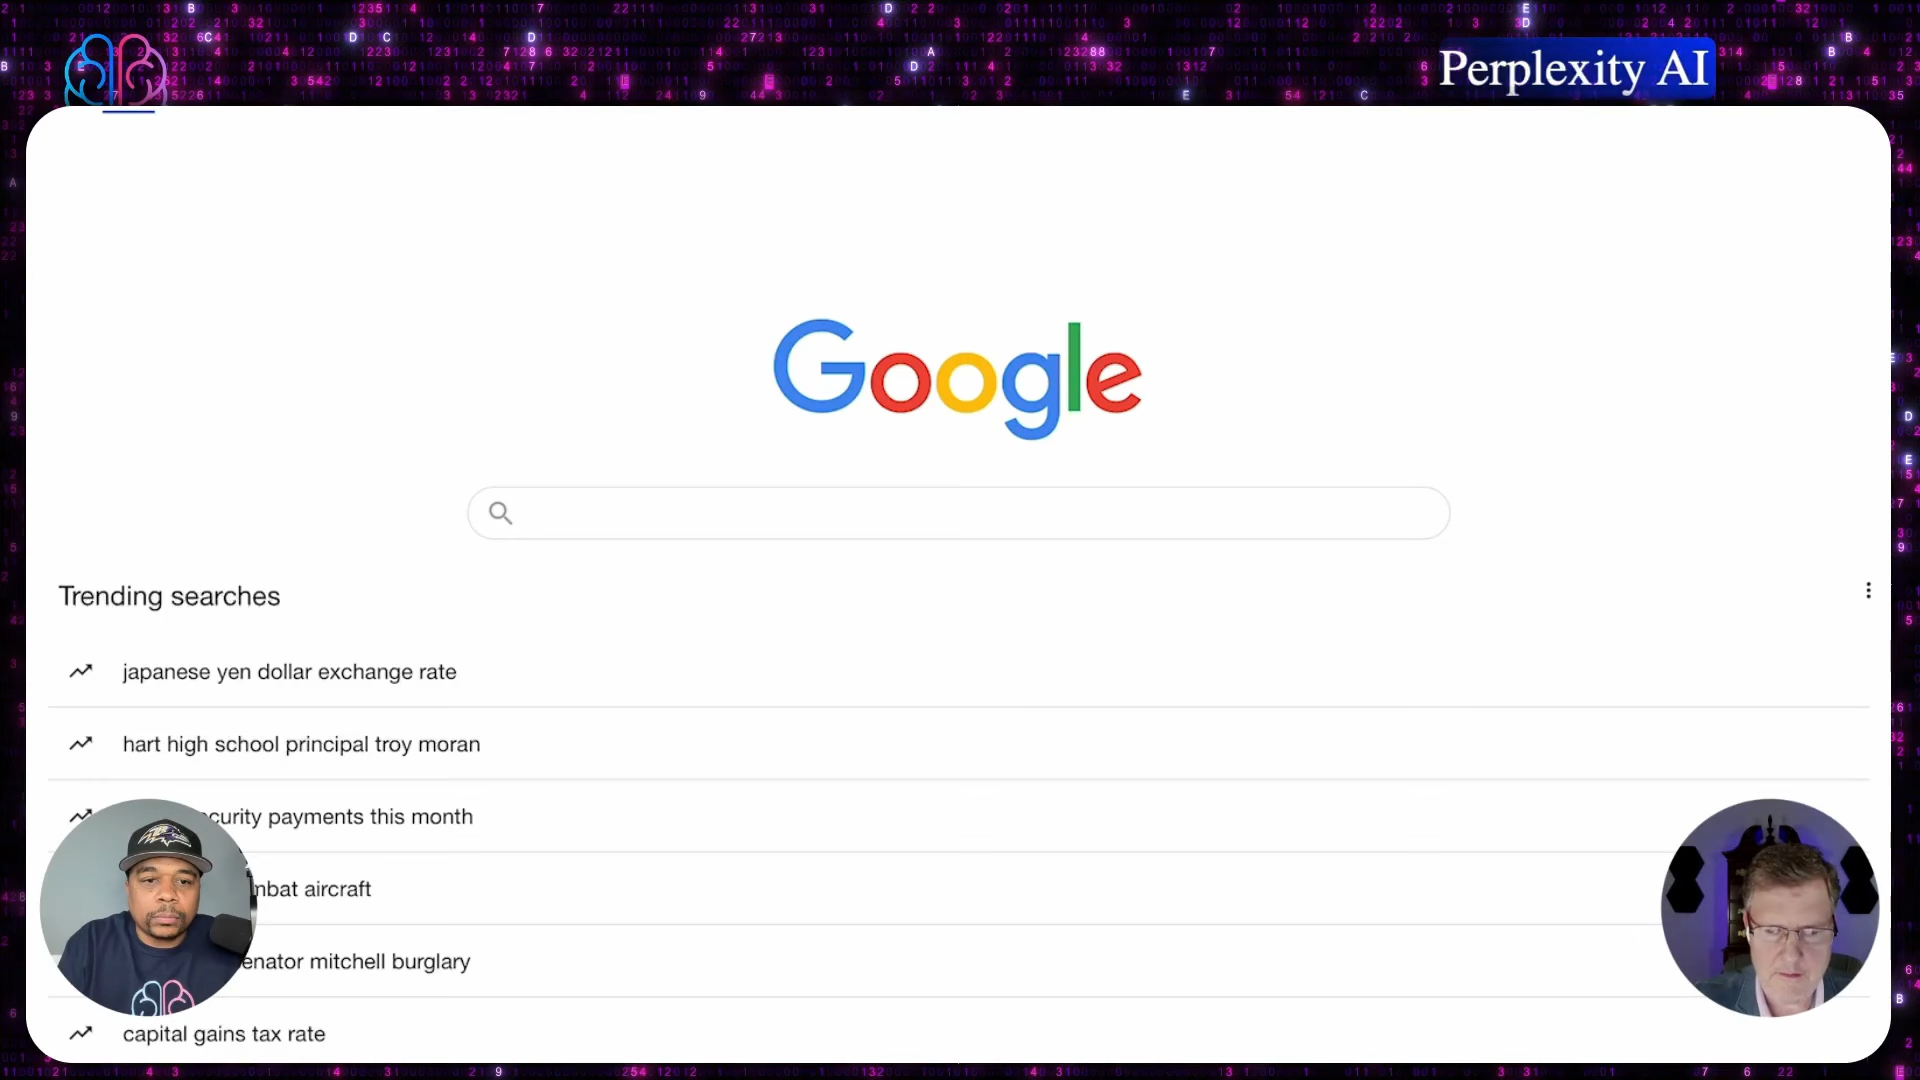 Perplexity AI
Google
Trending searches
japanese yen dollar exchange rate
hart high school principal troy moran
curity payments this month
nbat aircraft
enator mitchell burglary
capital gains tax rate